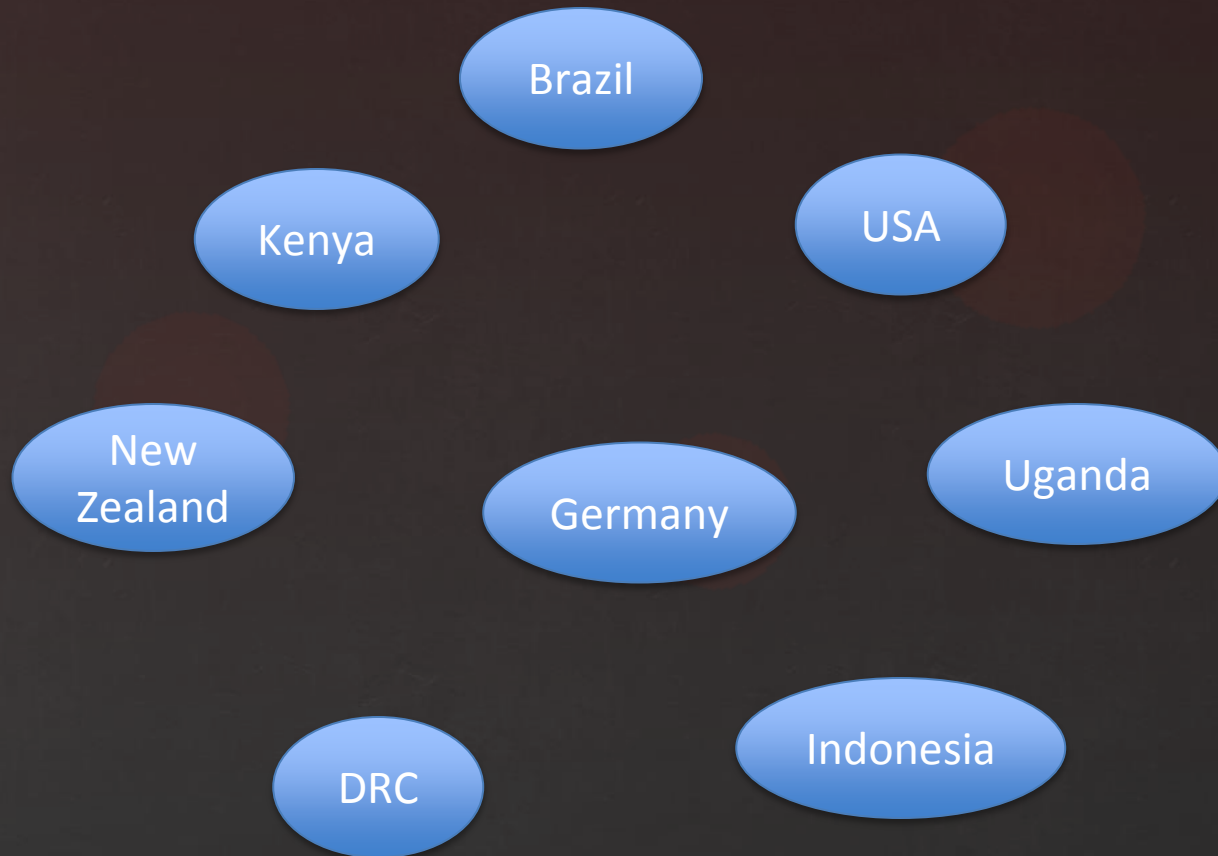 Brazil
USA
Kenya
New
Zealand
Germany
Uganda
Indonesia
DRC